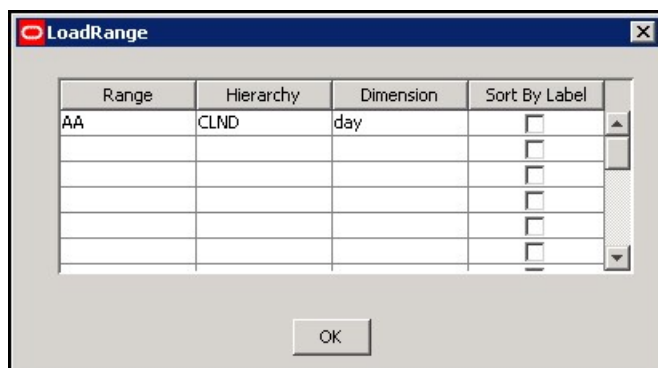 LoadRange
Range Hierarchy Dimension Sort By Label
AA CLND day
OK